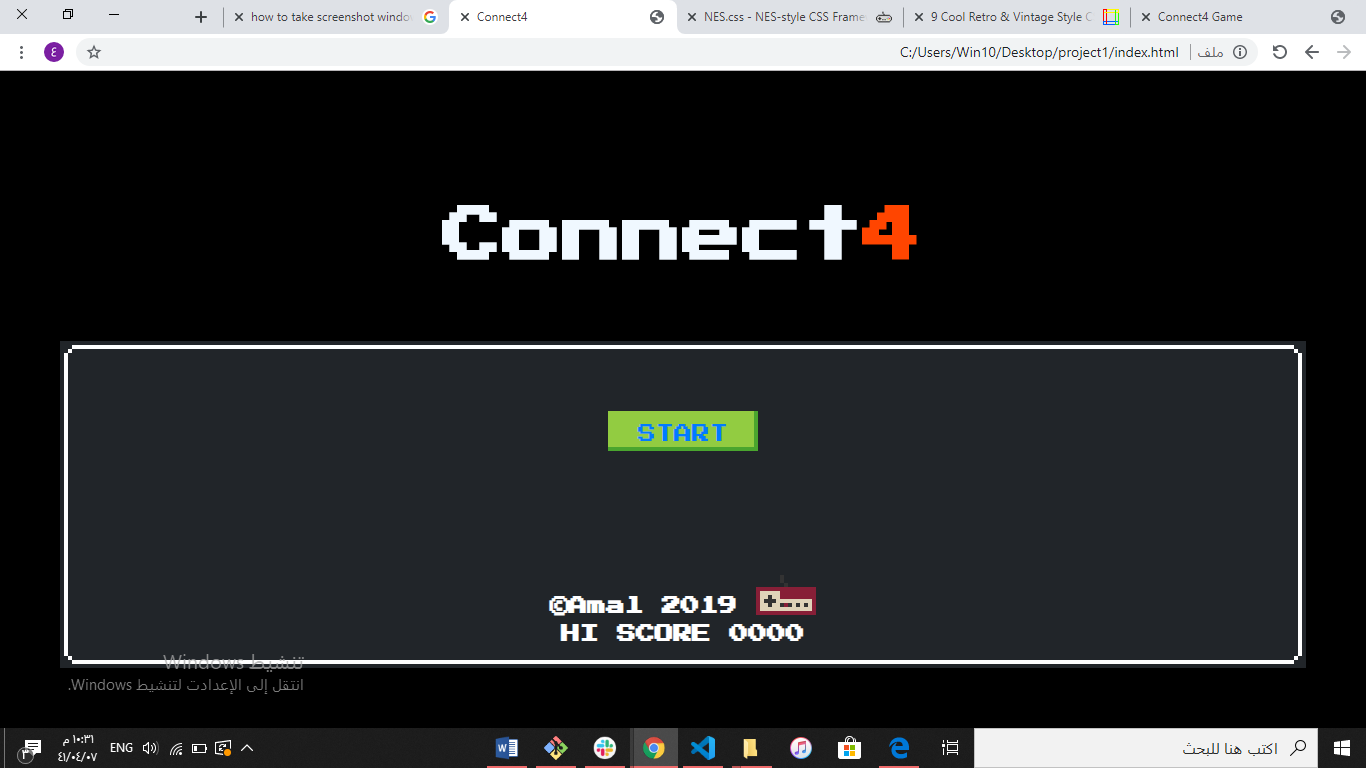 how to take screenshot windo
Connect4
NES.css - NES-style CSS Frame
9 Cool Retro & Vintage Style C
Connect4 Game
ع
C:/Users/Win10/Desktop/project1/index.html
ملف
Connect4
START
©Amal 2019
HI SCORE 0000
تنشيط Windows
انتقل إلى الإعدادت لتنشيط Windows.
١٠:٣١ م
٤١/٠٤/٠٧
٣
ENG
اكتب هنا للبحث